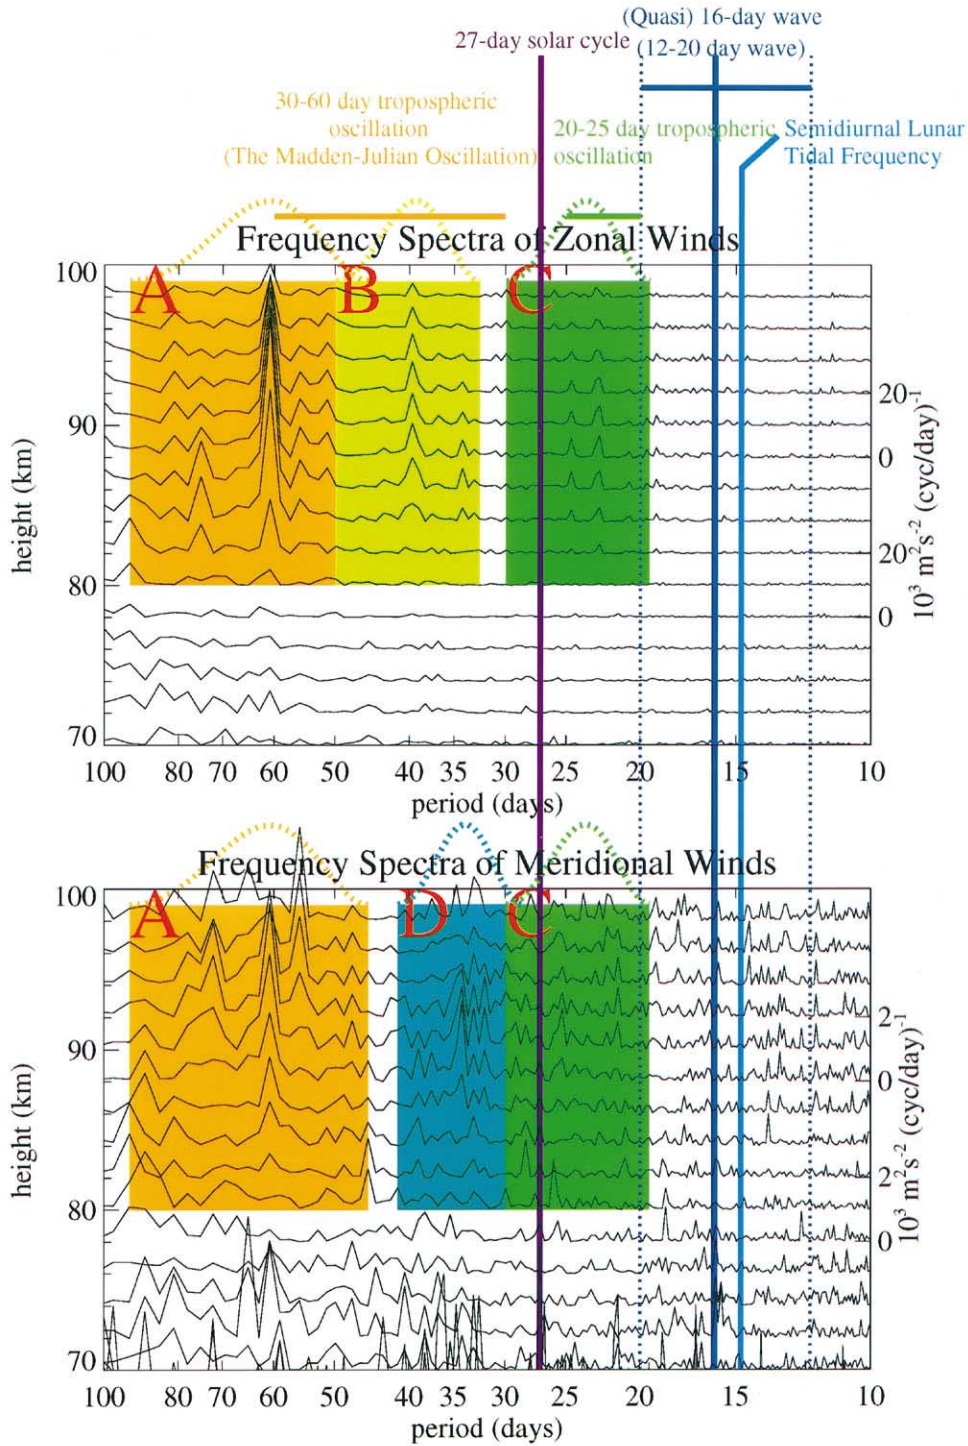 (Quasi) 16-day wave
27-day solar cycle
(12-20 day wave)
30-60 day tropospheric
oscillation
(The Madden-Julian Oscillation)
20-25 day tropospheric
oscillation
Semidiurnal Lunar
Tidal Frequency
Frequency Spectra of Zonal Winds
A
B
C
100
90
80
70
height (km)
20
0
20
0
10³ m²s⁻² (cyc/day)⁻¹
100 80 70 60 50 40 35 30 25 20 15 10
period (days)
Frequency Spectra of Meridional Winds
A
D
C
100
90
80
70
height (km)
2
0
2
0
10³ m²s⁻² (cyc/day)⁻¹
100 80 70 60 50 40 35 30 25 20 15 10
period (days)